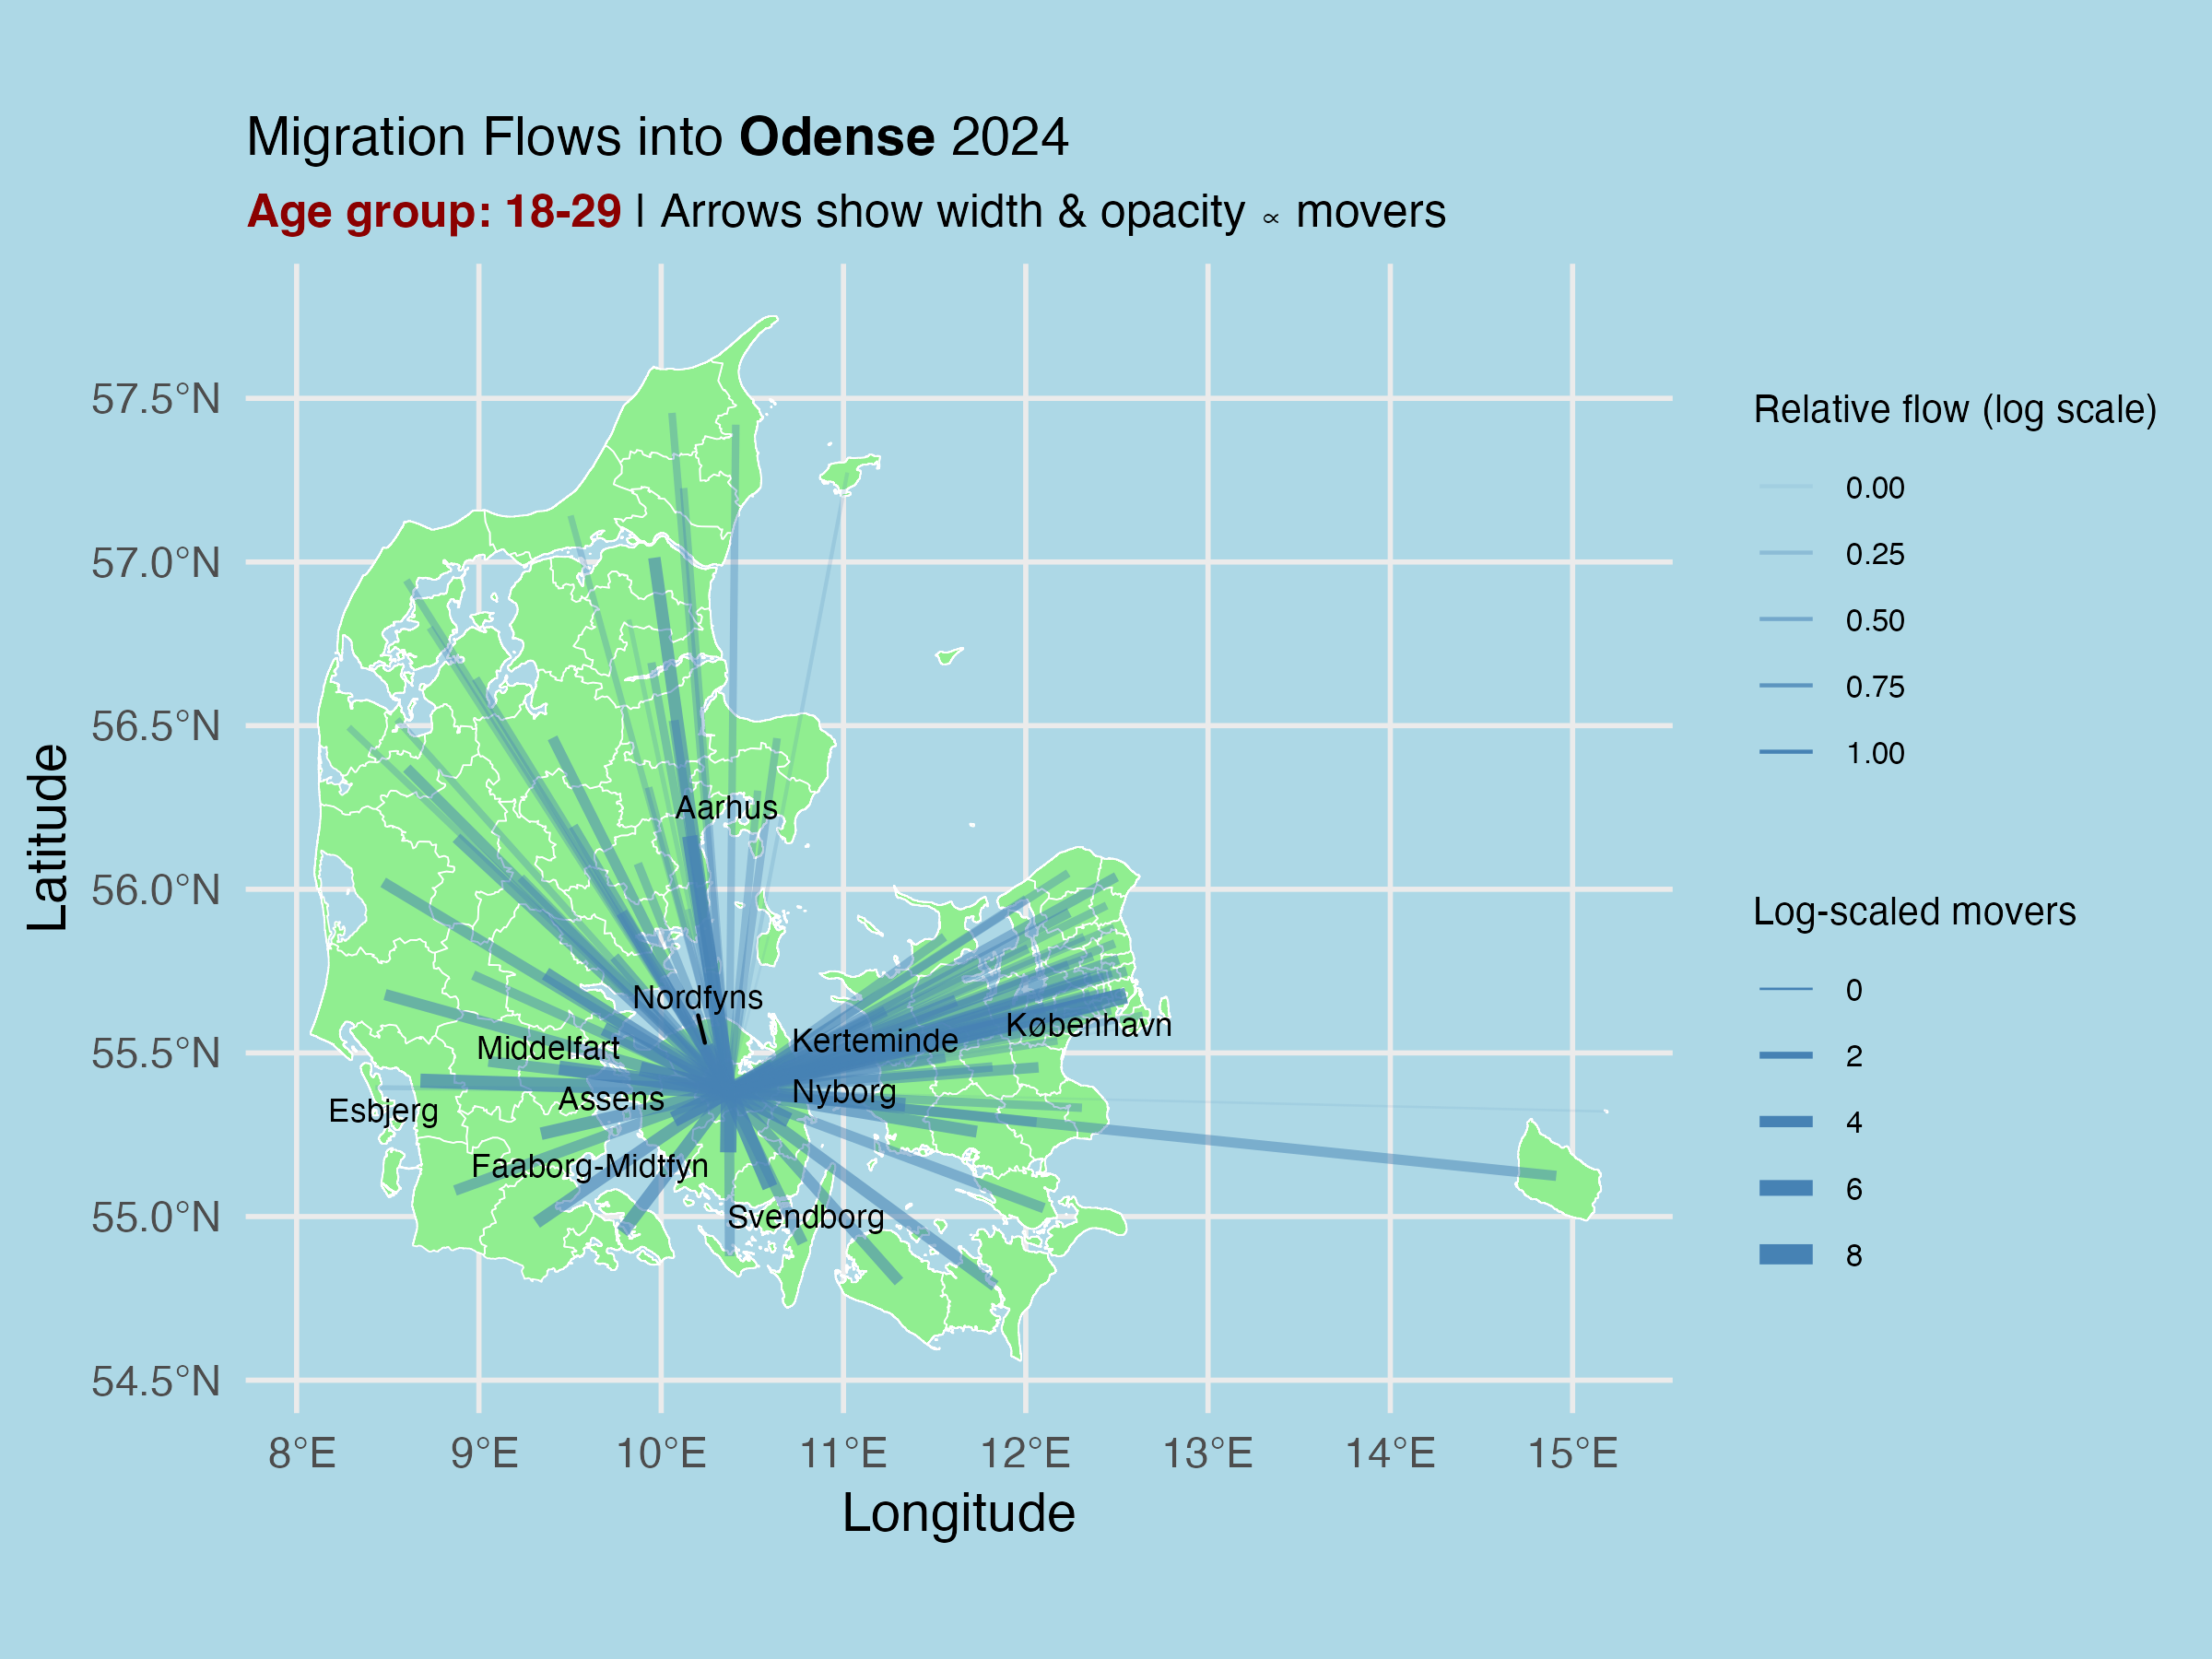 Migration Flows into Odense 2024
Age group: 18-29 | Arrows show width & opacity ∝ movers
57.5°N
57.0°N
56.5°N
56.0°N
55.5°N
55.0°N
54.5°N
Latitude
Aarhus
Nordfyns
Kerteminde
København
Middelfart
Assens
Nyborg
Esbjerg
Faaborg-Midtfyn
Svendborg
8°E
9°E
10°E
11°E
12°E
13°E
14°E
15°E
Longitude
Relative flow (log scale)
0.00
0.25
0.50
0.75
1.00
Log-scaled movers
0
2
4
6
8